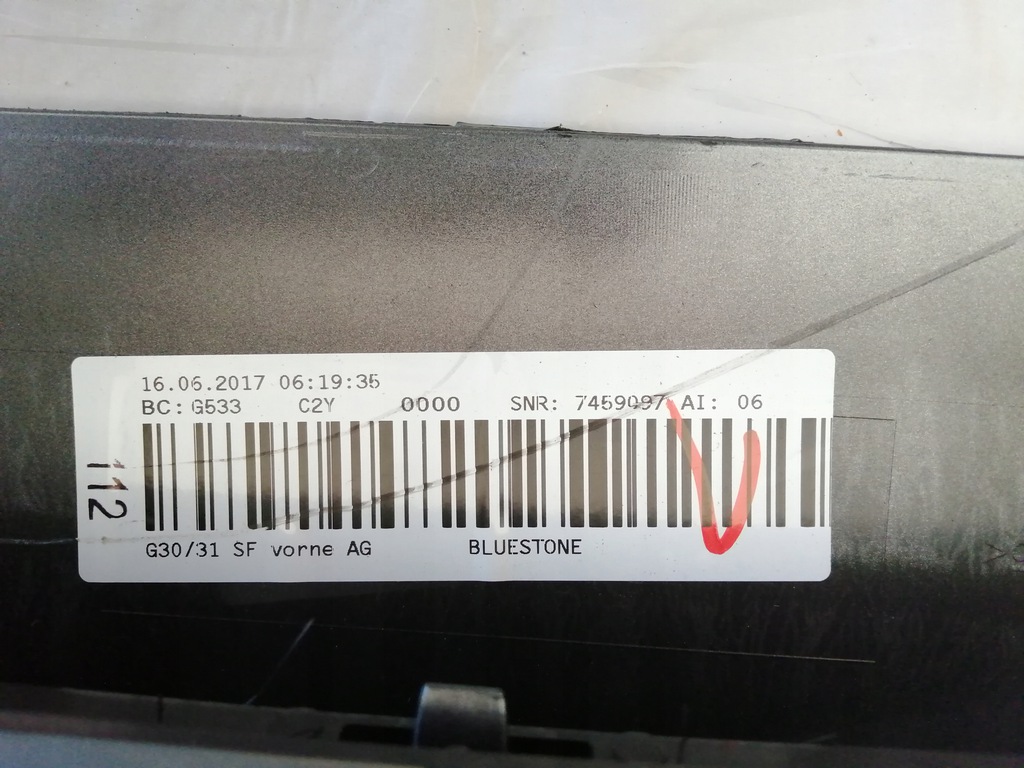 16.06.2017 06:19:35
BC: G533 C2Y 0000 SNR: 7459097 AI: 06
112
G30/31 SF vorne AG BLUESTONE